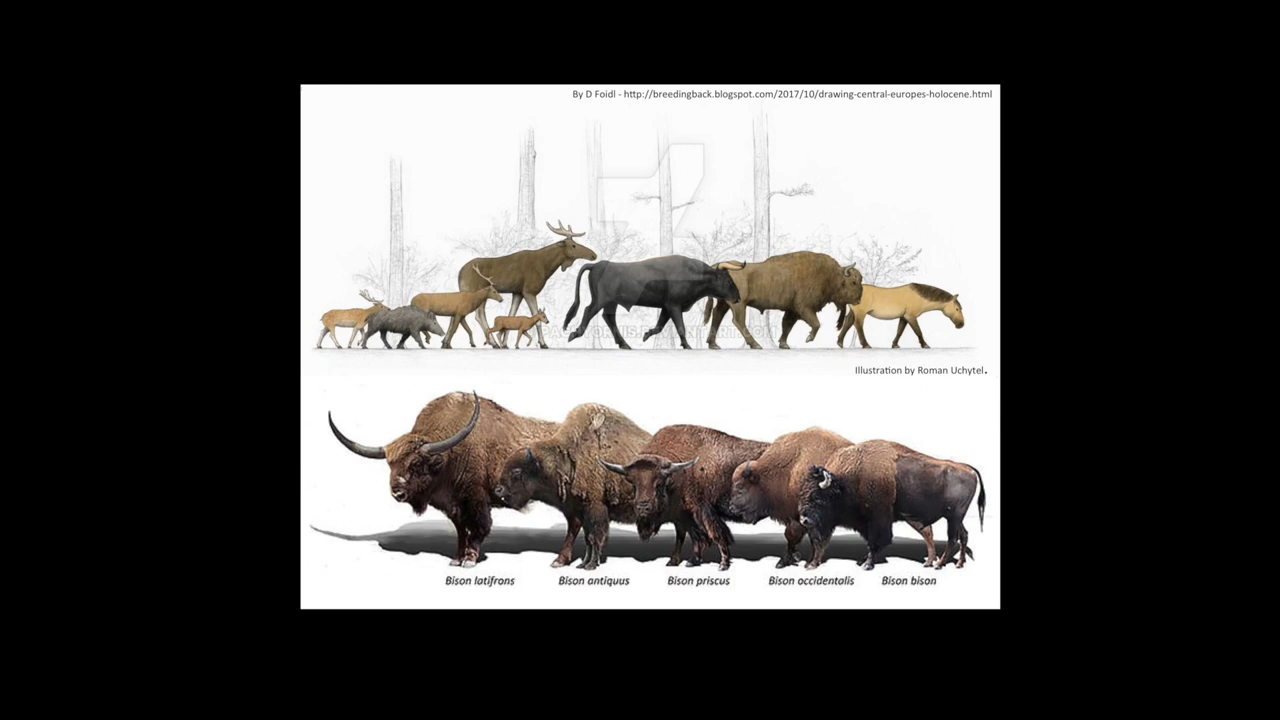 By D Foidl - http://breedingback.blogspot.com/2017/10/drawing-central-europes-holocene.html
Illustration by Roman Uchytel.
Bison latifrons Bison antiquus Bison priscus Bison occidentalis Bison bison